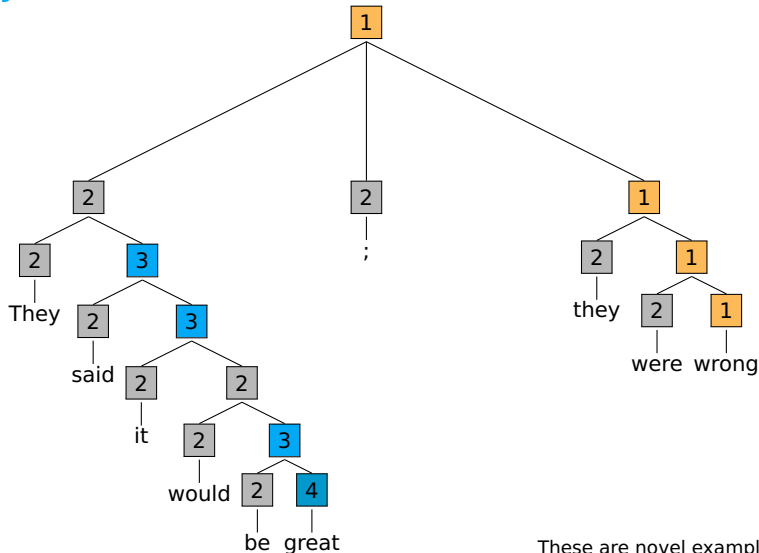 1
2 2 1
2 3 2 1
; 
They 2 3 they 2 1
said 2 2 were wrong
it 2 3
would 2 4
be great
These are novel exampl